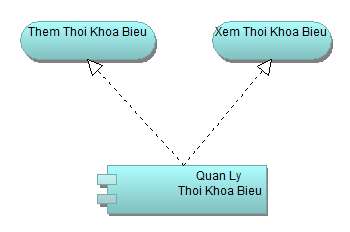 Them Thoi Khoa Bieu
Xem Thoi Khoa Bieu
Quan Ly
Thoi Khoa Bieu